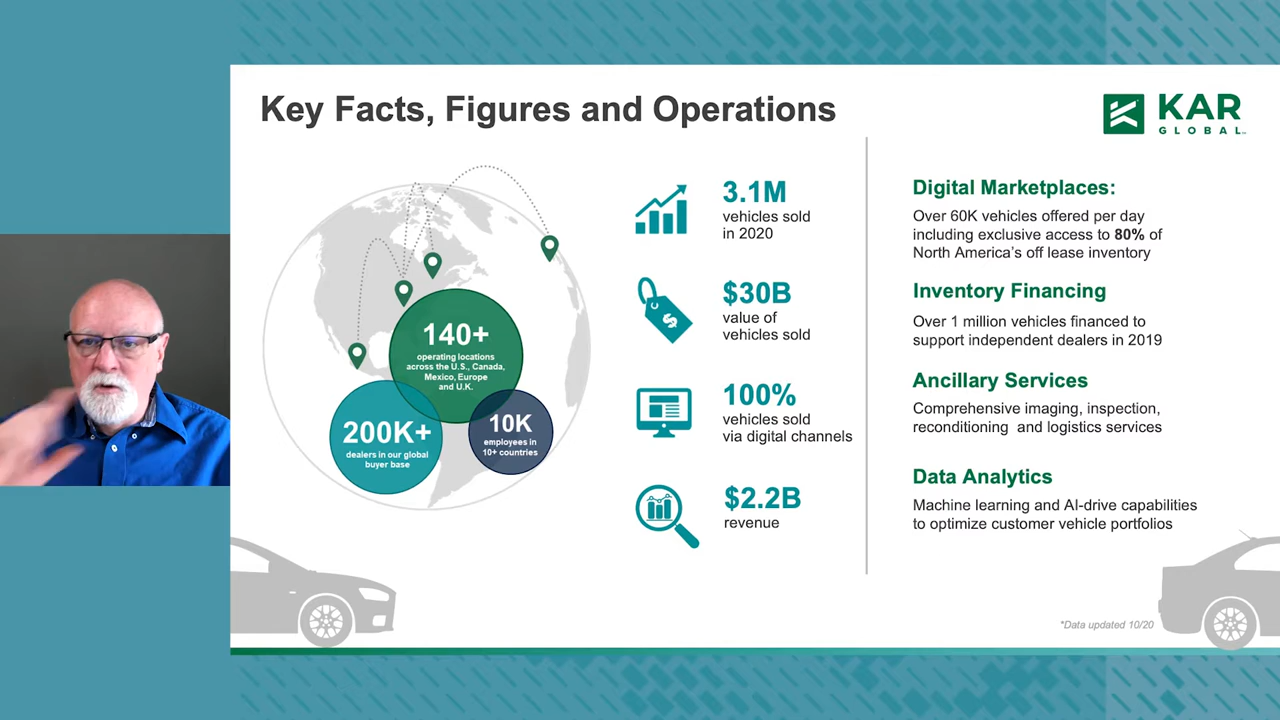 Key Facts, Figures and Operations
KAR
GLOBAL
140+
operating locations
across the U.S., Canada,
Mexico, Europe
and U.K.
200K+
dealers in our global
buyer base
10K
employees in
10+ countries
3.1M
vehicles sold
in 2020
$30B
value of
vehicles sold
100%
vehicles sold
via digital channels
$2.2B
revenue
Digital Marketplaces:
Over 60K vehicles offered per day
including exclusive access to 80% of
North America’s off lease inventory
Inventory Financing
Over 1 million vehicles financed to
support independent dealers in 2019
Ancillary Services
Comprehensive imaging, inspection,
reconditioning and logistics services
Data Analytics
Machine learning and AI-drive capabilities
to optimize customer vehicle portfolios
*Data updated 10/20